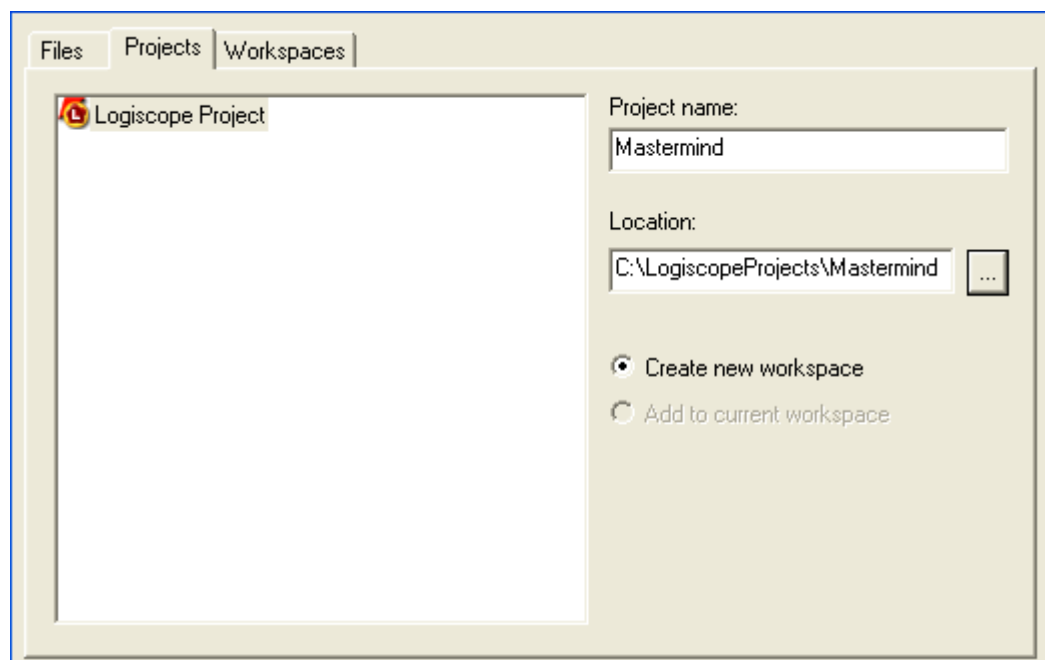 Files Projects Workspaces
Logiscope Project
Project name:
Mastermind
Location:
C:\LogiscopeProjects\Mastermind ...
Create new workspace
Add to current workspace